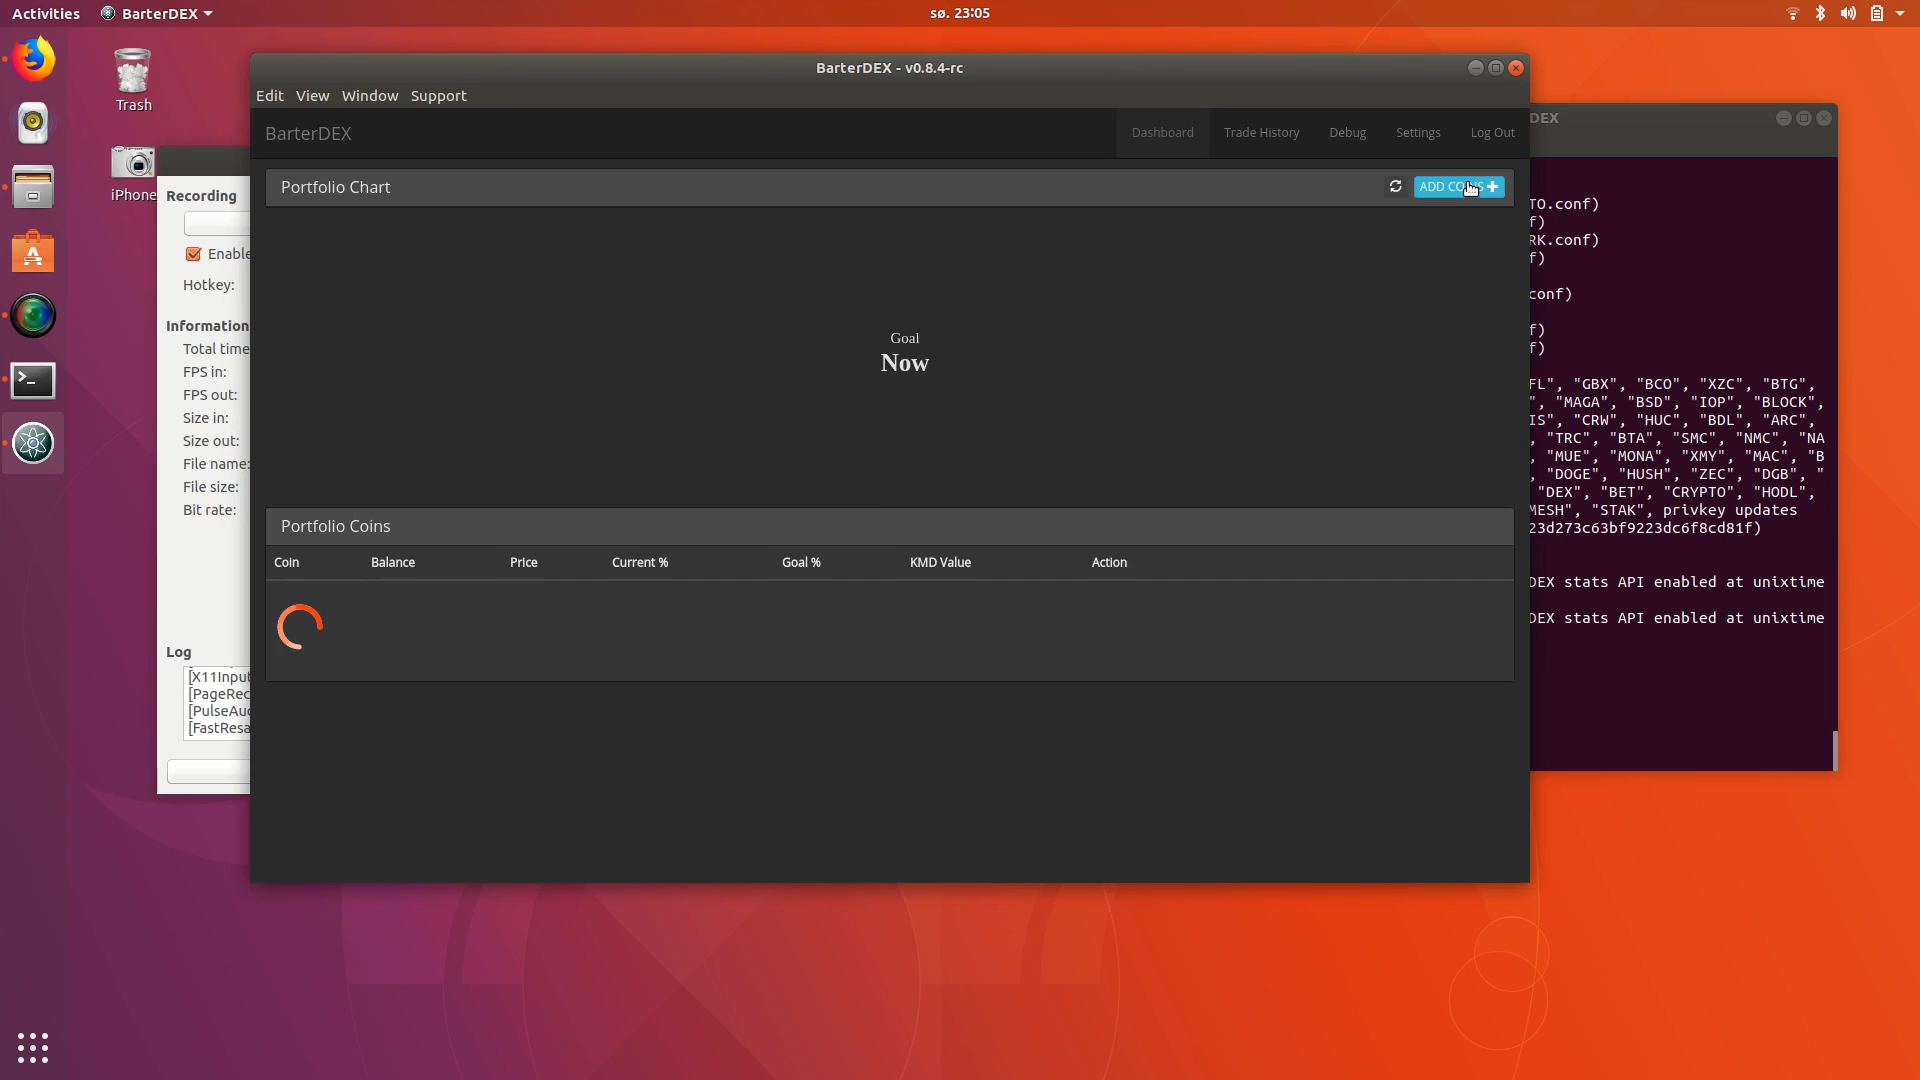 Activities
BarterDEX
sø. 23:05
Trash
iPhone
Recording
Enable
Hotkey:
Information
Total time
FPS in:
FPS out:
Size in:
Size out:
File name:
File size:
Bit rate:
Log
[X11Input
[PageRec
[PulseAu
[FastResa
BarterDEX - v0.8.4-rc
Edit View Window Support
BarterDEX
Dashboard Trade History Debug Settings Log Out
Portfolio Chart
ADD
Goal
Now
Portfolio Coins
Coin Balance Price Current % Goal % KMD Value Action
DEX
TO.conf)
f)
RK.conf)
f)
conf)
f)
f)
FL", "GBX", "BCO", "XZC", "BTG",
", "MAGA", "BSD", "IOP", "BLOCK",
IS", "CRW", "HUC", "BDL", "ARC",
, "TRC", "BTA", "SMC", "NMC", "NA
, "MUE", "MONA", "XMY", "MAC", "B
, "DOGE", "HUSH", "ZEC", "DGB", "
"DEX", "BET", "CRYPTO", "HODL",
MESH", "STAK", privkey updates
23d273c63bf9223dc6f8cd81f)
DEX stats API enabled at unixtime
DEX stats API enabled at unixtime